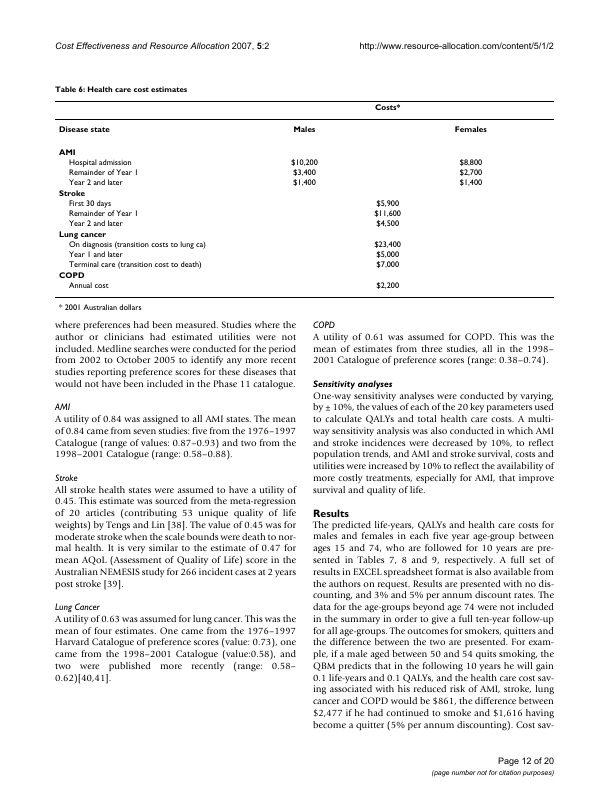 Cost Effectiveness and Resource Allocation 2007, 5:2 http://www.resource-allocation.com/content/5/1/2
Table 6: Health care cost estimates
Costs*
Disease state Males Females
AMI
Hospital admission $10,200 $8,800
Remainder of Year 1 $3,400 $2,700
Year 2 and later $1,400 $1,400
Stroke
First 30 days $5,900
Remainder of Year 1 $11,600
Year 2 and later $4,500
Lung cancer
On diagnosis (transition costs to lung ca) $23,400
Year 1 and later $5,000
Terminal care (transition cost to death) $7,000
COPD
Annual cost $2,200
* 2001 Australian dollars
where preferences had been measured. Studies where the
author or clinicians had estimated utilities were not
included. Medline searches were conducted for the period
from 2002 to October 2005 to identify any more recent
studies reporting preference scores for these diseases that
would not have been included in the Phase 11 catalogue.
AMI
A utility of 0.84 was assigned to all AMI states. The mean
of 0.84 came from seven studies: five from the 1976–1997
Catalogue (range of values: 0.87–0.93) and two from the
1998–2001 Catalogue (range: 0.58–0.88).
Stroke
All stroke health states were assumed to have a utility of
0.45. This estimate was sourced from the meta-regression
of 20 articles (contributing 53 unique quality of life
weights) by Tengs and Lin [38]. The value of 0.45 was for
moderate stroke when the scale bounds were death to nor-
mal health. It is very similar to the estimate of 0.47 for
mean AQoL (Assessment of Quality of Life) score in the
Australian NEMESIS study for 266 incident cases at 2 years
post stroke [39].
Lung Cancer
A utility of 0.63 was assumed for lung cancer. This was the
mean of four estimates. One came from the 1976–1997
Harvard Catalogue of preference scores (value: 0.73), one
came from the 1998–2001 Catalogue (value:0.58), and
two were published more recently (range: 0.58–
0.62)[40,41].
COPD
A utility of 0.61 was assumed for COPD. This was the
mean of estimates from three studies, all in the 1998–
2001 Catalogue of preference scores (range: 0.38–0.74).
Sensitivity analyses
One-way sensitivity analyses were conducted by varying,
by ± 10%, the values of each of the 20 key parameters used
to calculate QALYs and total health care costs. A multi-
way sensitivity analysis was also conducted in which AMI
and stroke incidences were decreased by 10%, to reflect
population trends, and AMI and stroke survival, costs and
utilities were increased by 10% to reflect the availability of
more costly treatments, especially for AMI, that improve
survival and quality of life.
Results
The predicted life-years, QALYs and health care costs for
males and females in each five year age-group between
ages 15 and 74, who are followed for 10 years are pre-
sented in Tables 7, 8 and 9, respectively. A full set of
results in EXCEL spreadsheet format is also available from
the authors on request. Results are presented with no dis-
counting, and 3% and 5% per annum discount rates. The
data for the age-groups beyond age 74 were not included
in the summary in order to give a full ten-year follow-up
for all age-groups. The outcomes for smokers, quitters and
the difference between the two are presented. For exam-
ple, if a male aged between 50 and 54 quits smoking, the
QBM predicts that in the following 10 years he will gain
0.1 life-years and 0.1 QALYs, and the health care cost sav-
ing associated with his reduced risk of AMI, stroke, lung
cancer and COPD would be $861, the difference between
$2,477 if he had continued to smoke and $1,616 having
become a quitter (5% per annum discounting). Cost sav-
Page 12 of 20
(page number not for citation purposes)